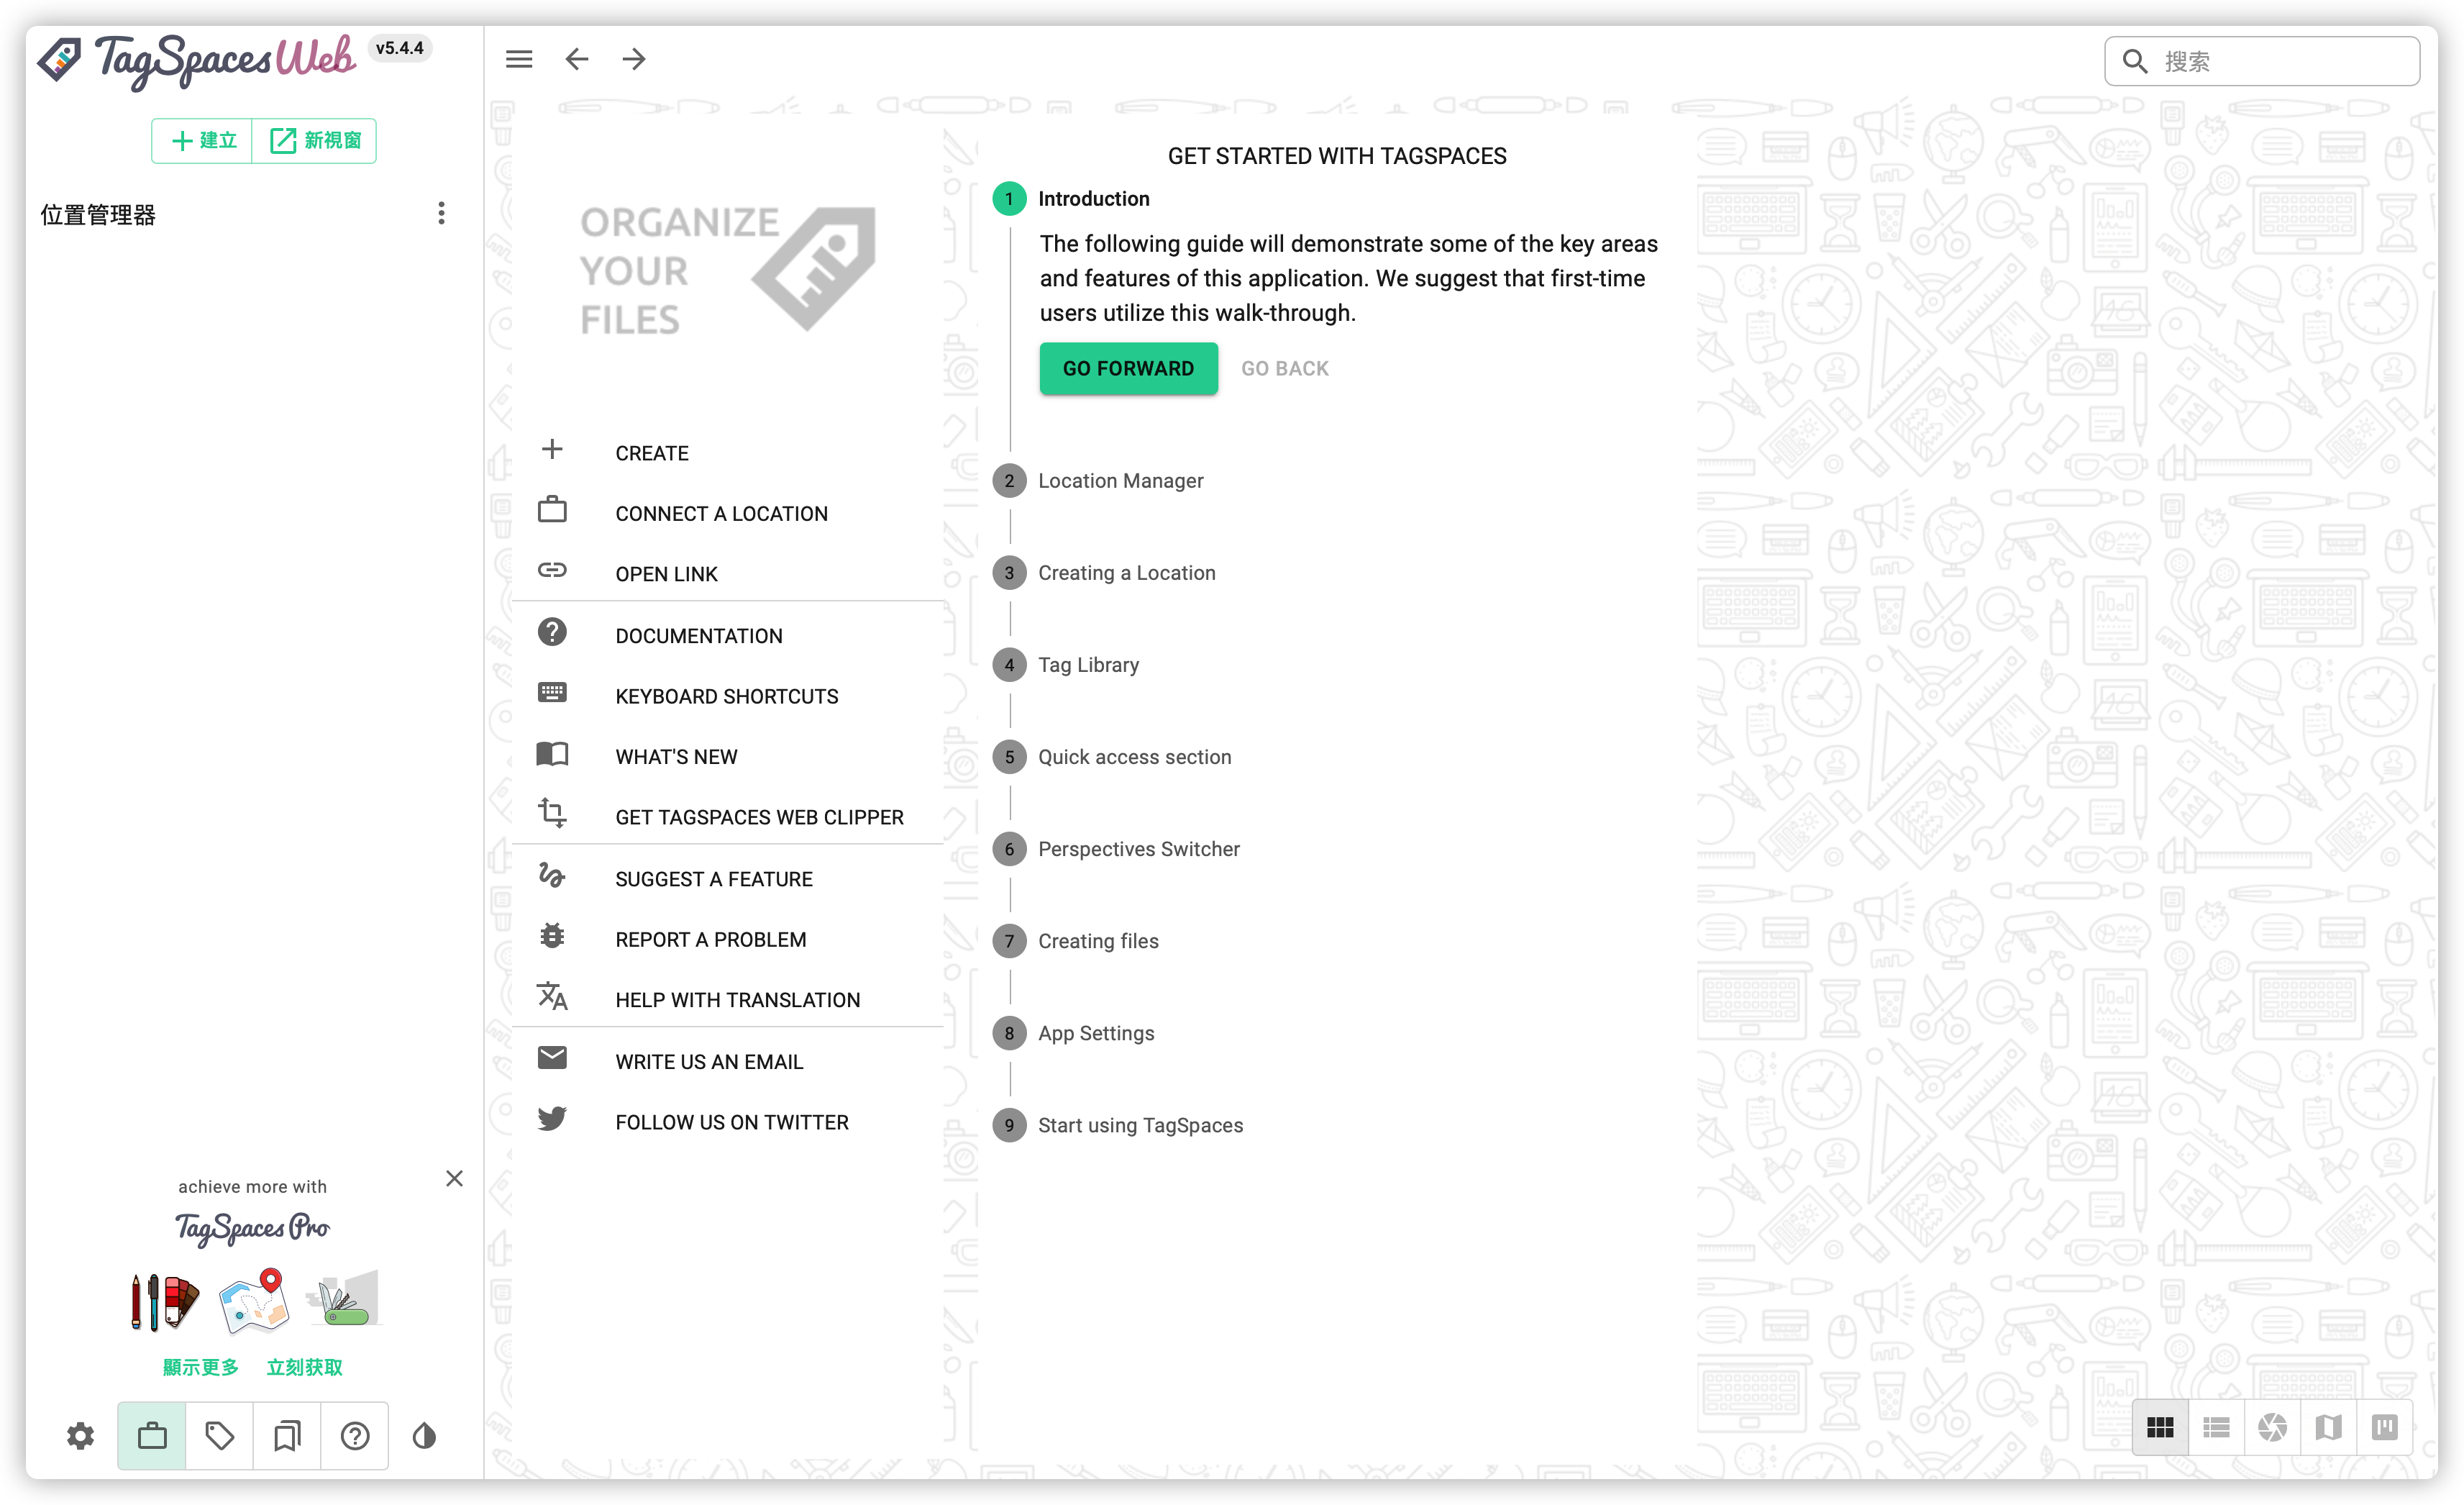 TagSpaces Web v5.4.4
建立
新視窗
位置管理器
搜索
ORGANIZE
YOUR
FILES
CREATE
CONNECT A LOCATION
OPEN LINK
DOCUMENTATION
KEYBOARD SHORTCUTS
WHAT'S NEW
GET TAGSPACES WEB CLIPPER
SUGGEST A FEATURE
REPORT A PROBLEM
HELP WITH TRANSLATION
WRITE US AN EMAIL
FOLLOW US ON TWITTER
GET STARTED WITH TAGSPACES
1 Introduction
The following guide will demonstrate some of the key areas
and features of this application. We suggest that first-time
users utilize this walk-through.
GO FORWARD
GO BACK
2 Location Manager
3 Creating a Location
4 Tag Library
5 Quick access section
6 Perspectives Switcher
7 Creating files
8 App Settings
9 Start using TagSpaces
achieve more with
TagSpaces Pro
顯示更多
立刻获取